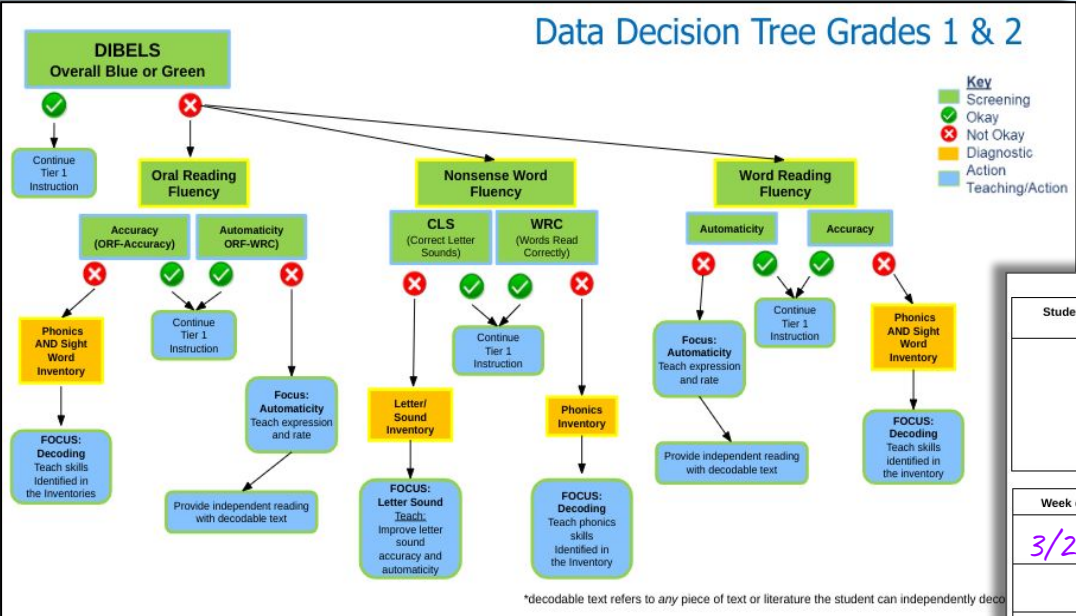 Data Decision Tree Grades 1 & 2
DIBELS
Overall Blue or Green
Key
Screening
Okay
Not Okay
Diagnostic
Action
Teaching/Action
Continue
Tier 1
Instruction
Oral Reading
Fluency
Nonsense Word
Fluency
Word Reading
Fluency
Accuracy
(ORF-Accuracy)
Automaticity
ORF-WRC)
CLS
(Correct Letter
Sounds)
WRC
(Words Read
Correctly)
Automaticity
Accuracy
Phonics
AND Sight
Word
Inventory
Continue
Tier 1
Instruction
Focus:
Automaticity
Teach expression
and rate
Letter/
Sound
Inventory
Continue
Tier 1
Instruction
Phonics
Inventory
Focus:
Automaticity
Teach expression
and rate
Continue
Tier 1
Instruction
Phonics
AND Sight
Word
Inventory
FOCUS:
Decoding
Teach skills
Identified in
the Inventories
Provide independent reading
with decodable text
FOCUS:
Letter Sound
Teach:
Improve letter
sound
accuracy and
automaticity
FOCUS:
Decoding
Teach phonics
skills
Identified in
the Inventory
Provide independent reading
with decodable text
FOCUS:
Decoding
Teach skills
identified in
the inventory
*decodable text refers to any piece of text or literature the student can independently deco
Stude
Week
3/2